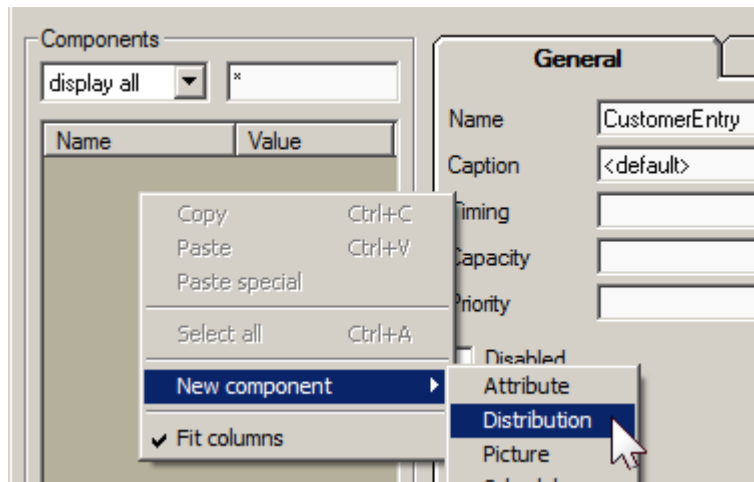 Components
display all
*
Name Value
General
Name CustomerEntry
Caption <default>
Timing
Capacity
Priority
Disabled
Copy Ctrl+C
Paste Ctrl+V
Paste special
Select all Ctrl+A
New component
Fit columns
Attribute
Distribution
Picture